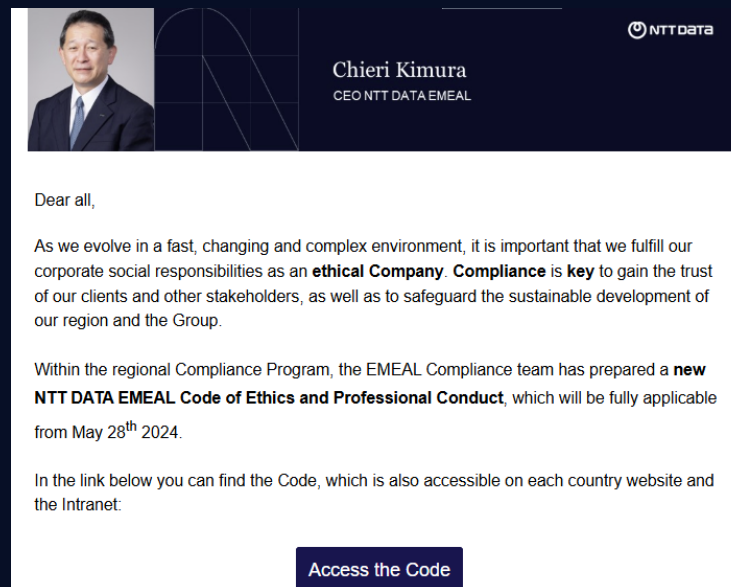 NTT DATA
Chieri Kimura
CEO NTT DATA EMEAL
Dear all,
As we evolve in a fast, changing and complex environment, it is important that we fulfill our
corporate social responsibilities as an ethical Company. Compliance is key to gain the trust
of our clients and other stakeholders, as well as to safeguard the sustainable development of
our region and the Group.
Within the regional Compliance Program, the EMEAL Compliance team has prepared a new
NTT DATA EMEAL Code of Ethics and Professional Conduct, which will be fully applicable
from May 28th 2024.
In the link below you can find the Code, which is also accessible on each country website and
the Intranet:
Access the Code